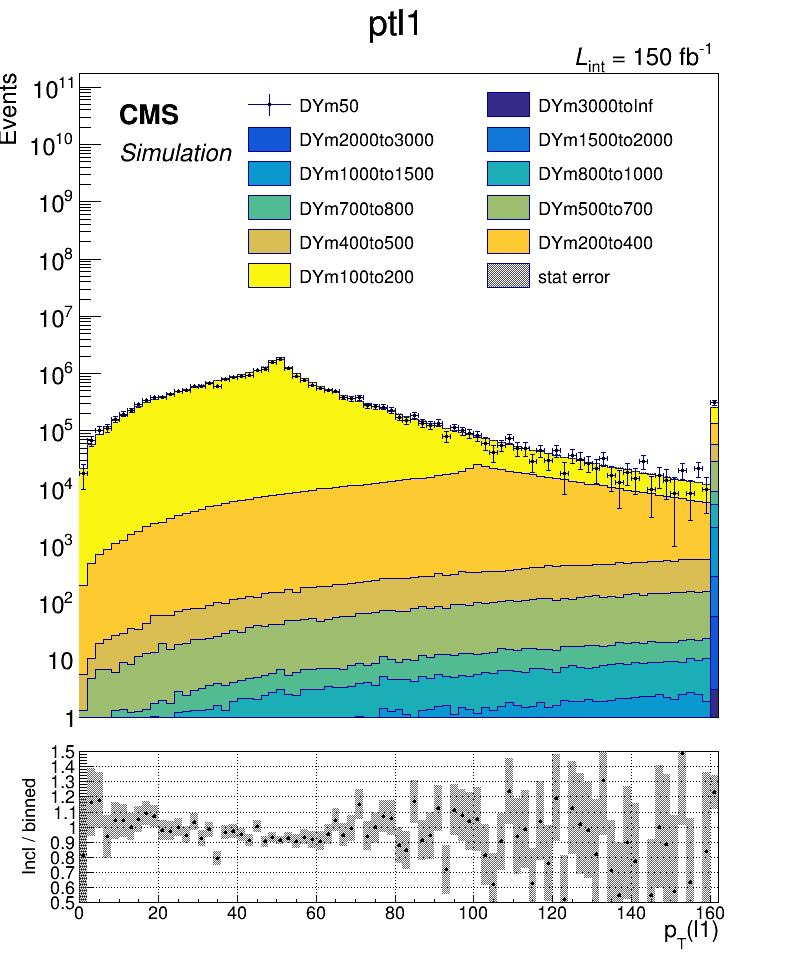 ptl1
L_int = 150 fb^-1
Events
CMS
Simulation
DYm50
DYm3000toInf
DYm2000to3000
DYm1500to2000
DYm1000to1500
DYm800to1000
DYm700to800
DYm500to700
DYm400to500
DYm200to400
DYm100to200
stat error
10^11
10^10
10^9
10^8
10^7
10^6
10^5
10^4
10^3
10^2
10
1
Incl / binned
1.5
1.4
1.3
1.2
1.1
1
0.9
0.8
0.7
0.6
0.5
0 20 40 60 80 100 120 140 160
p_T(l1)